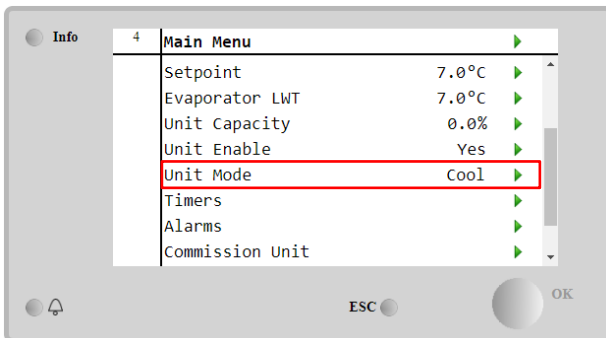 Info
4 Main Menu
Setpoint 7.0°C
Evaporator LWT 7.0°C
Unit Capacity 0.0%
Unit Enable Yes
Unit Mode Cool
Timers
Alarms
Commission Unit
ESC
OK